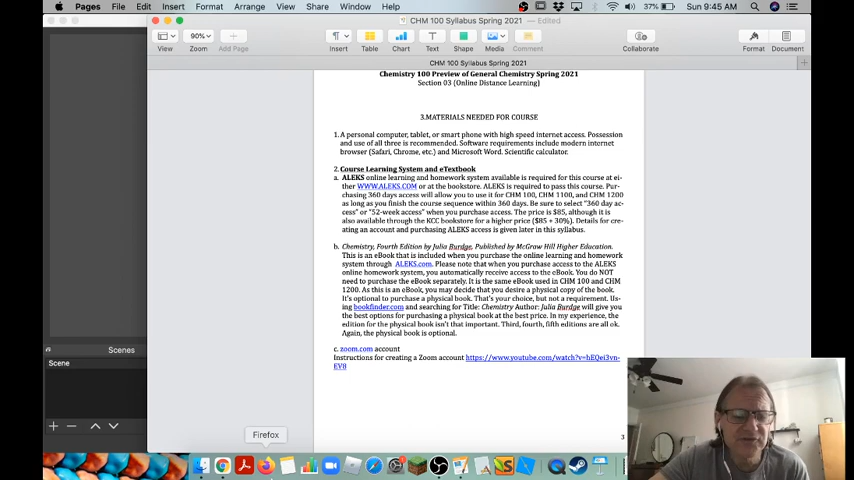 Pages File Edit Insert Format Arrange View Share Window Help 37% Sun 9:45 AM
CHM 100 Syllabus Spring 2021 — Edited
90%
View Zoom Add Page Insert Table Chart Text Shape Media Comment Collaborate Format Document
CHM 100 Syllabus Spring 2021
Chemistry 100 Preview of General Chemistry Spring 2021
Section 03 (Online Distance Learning)
3.MATERIALS NEEDED FOR COURSE
1. A personal computer, tablet, or smart phone with high speed internet access. Possession
and use of all three is recommended. Software requirements include modern internet
browser (Safari, Chrome, etc.) and Microsoft Word. Scientific calculator.
2. Course Learning System and eTextbook
a. ALEKS online learning and homework system available is required for this course at ei-
ther WWW.ALEKS.COM or at the bookstore. ALEKS is required to pass this course. Pur-
chasing 360 days access will allow you to use it for CHM 100, CHM 1100, and CHM 1200
as long as you finish the course sequence within 360 days. Be sure to select "360 day ac-
cess" or "52-week access" when you purchase access. The price is $85, although it is
also available through the KCC bookstore for a higher price ($85 + 30%). Details for cre-
ating an account and purchasing ALEKS access is given later in this syllabus.
b. Chemistry, Fourth Edition by Julia Burdge, Published by McGraw Hill Higher Education.
This is an eBook that is included when you purchase the online learning and homework
system through ALEKS.com. Please note that when you purchase access to the ALEKS
online homework system, you automatically receive access to the eBook. You do NOT
need to purchase the eBook separately. It is the same eBook used in CHM 100 and CHM
1200. As this is an eBook, you may decide that you desire a physical copy of the book.
It's optional to purchase a physical book. That's your choice, but not a requirement. Us-
ing bookfinder.com and searching for Title: Chemistry Author: Julia Burdge will give you
the best options for purchasing a physical book at the best price. In my experience, the
edition for the physical book isn't that important. Third, fourth, fifth editions are all ok.
Again, the physical book is optional.
c. zoom.com account
Instructions for creating a Zoom account https://www.youtube.com/watch?v=hEQei3vn-
EV8
3
Scenes
Scene
Firefox